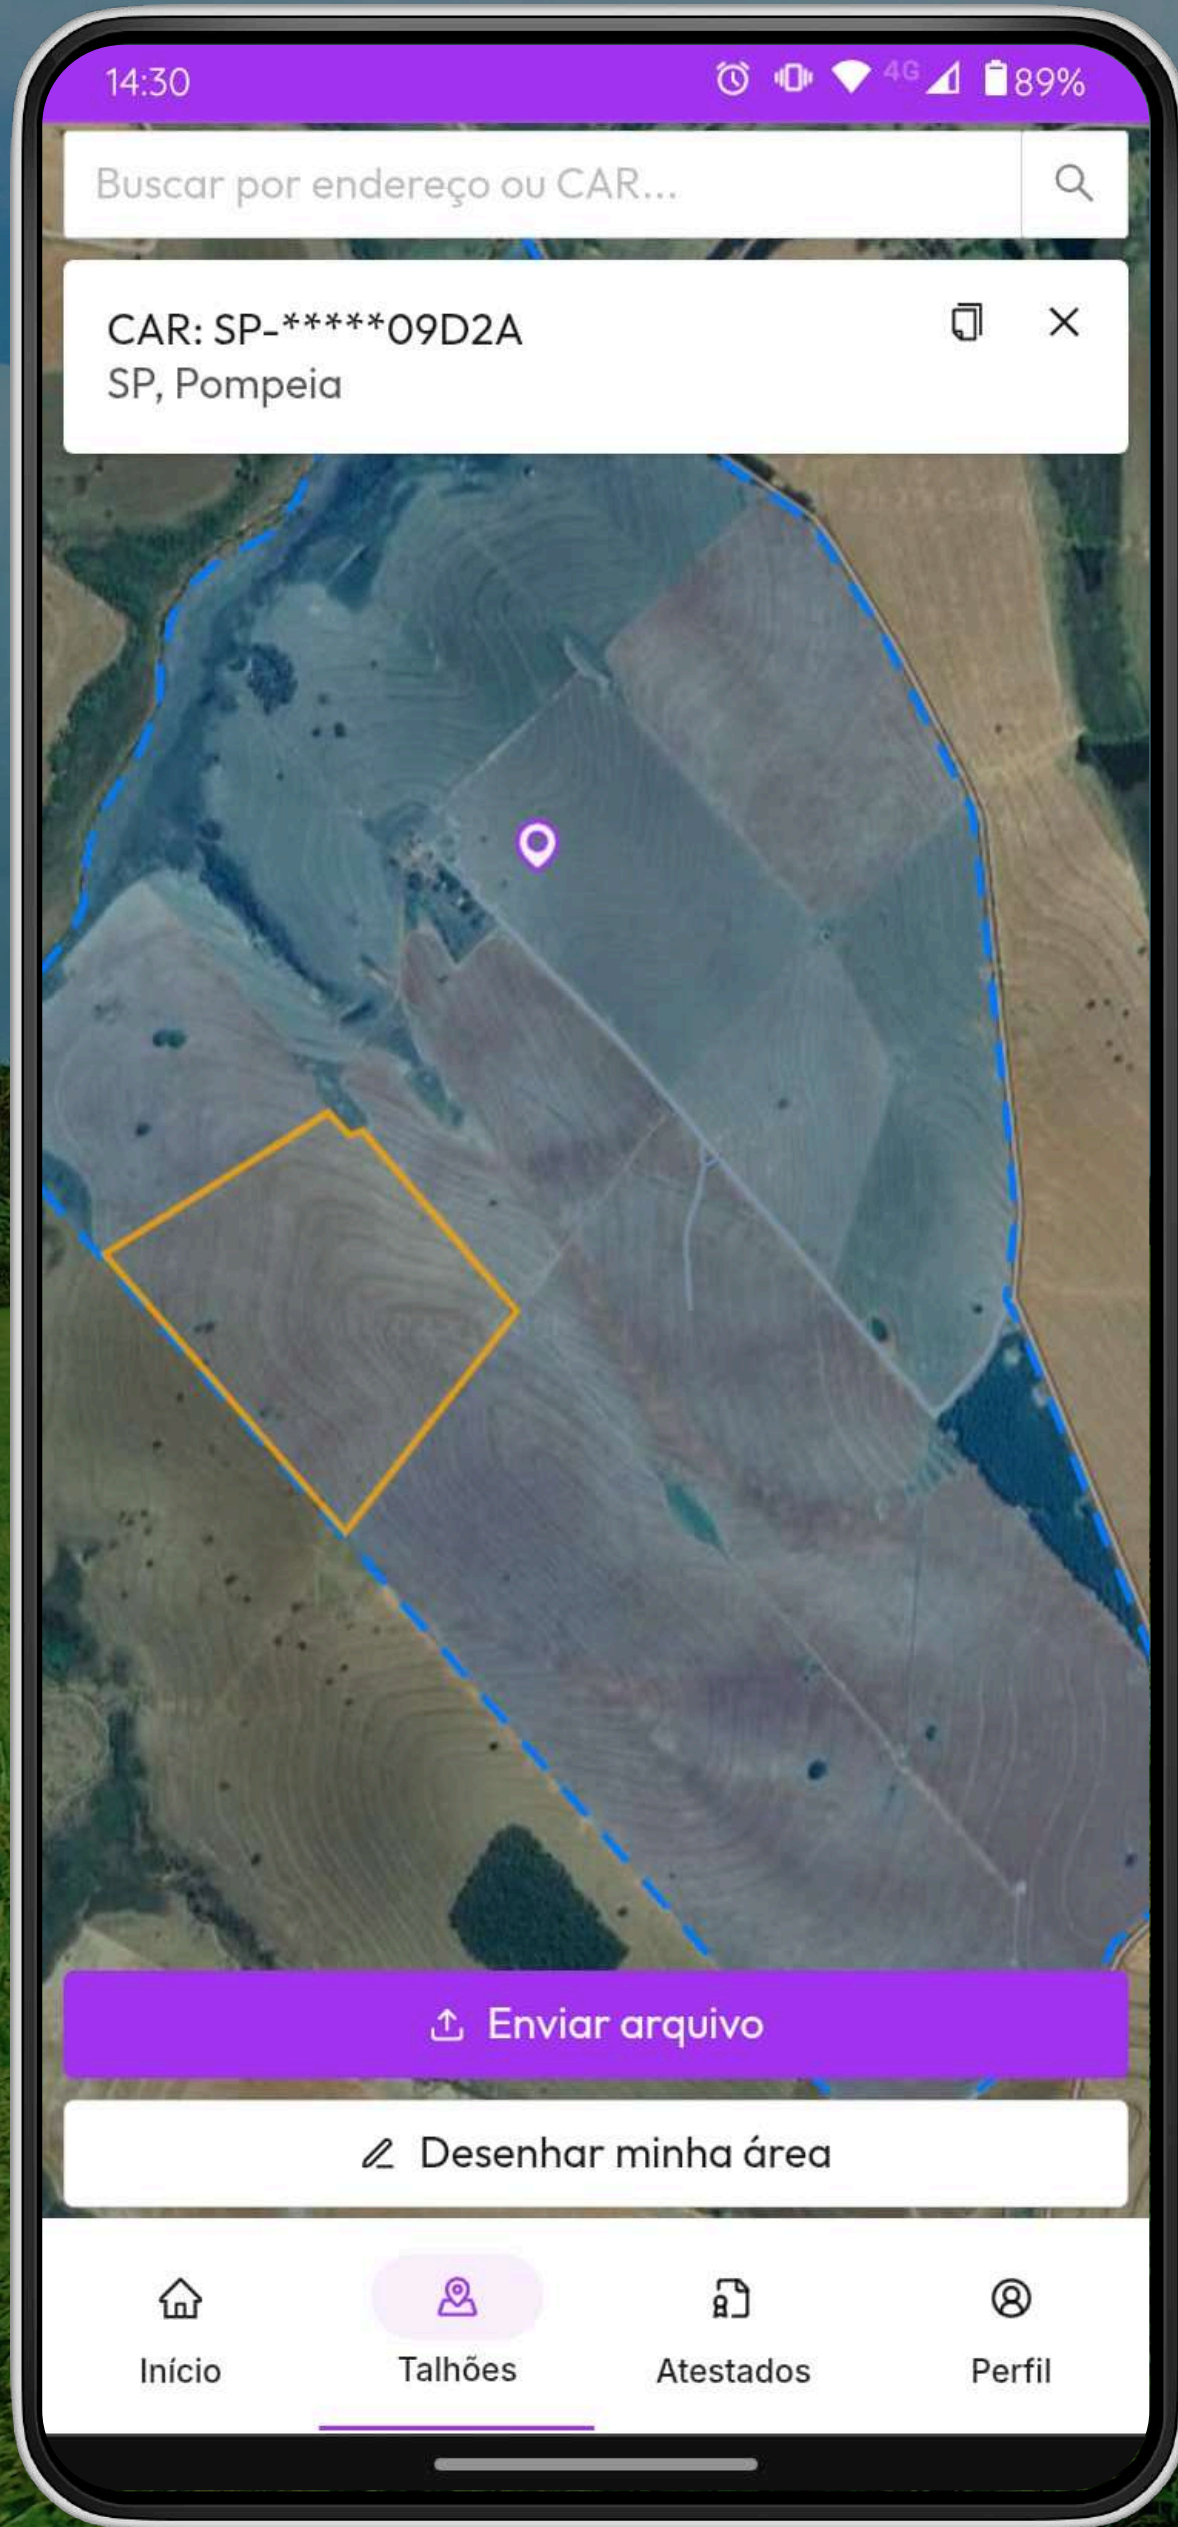 14:30
4G
89%
Buscar por endereço ou CAR...
CAR: SP-*****09D2A
SP, Pompeia
Enviar arquivo
Desenhar minha área
Início
Talhões
Atestados
Perfil